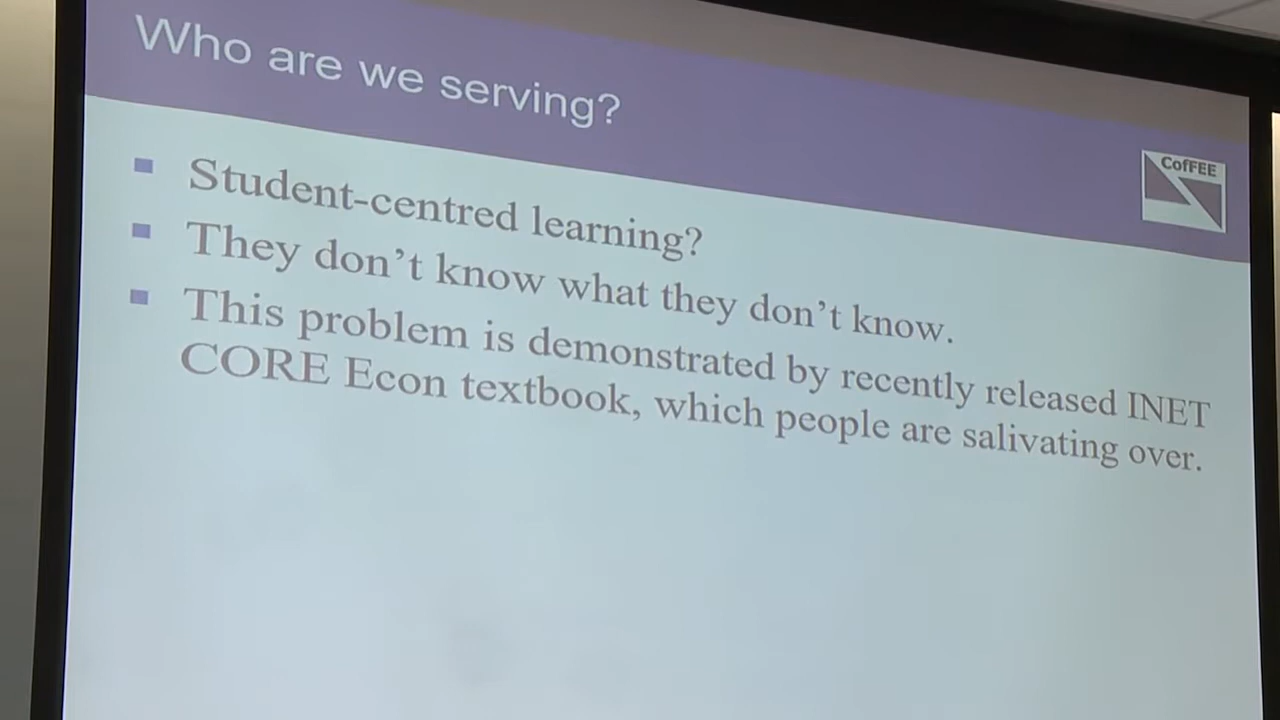 Who are we serving?
CofFEE
Student-centred learning?
They don't know what they don't know.
This problem is demonstrated by recently released INET
CORE Econ textbook, which people are salivating over.